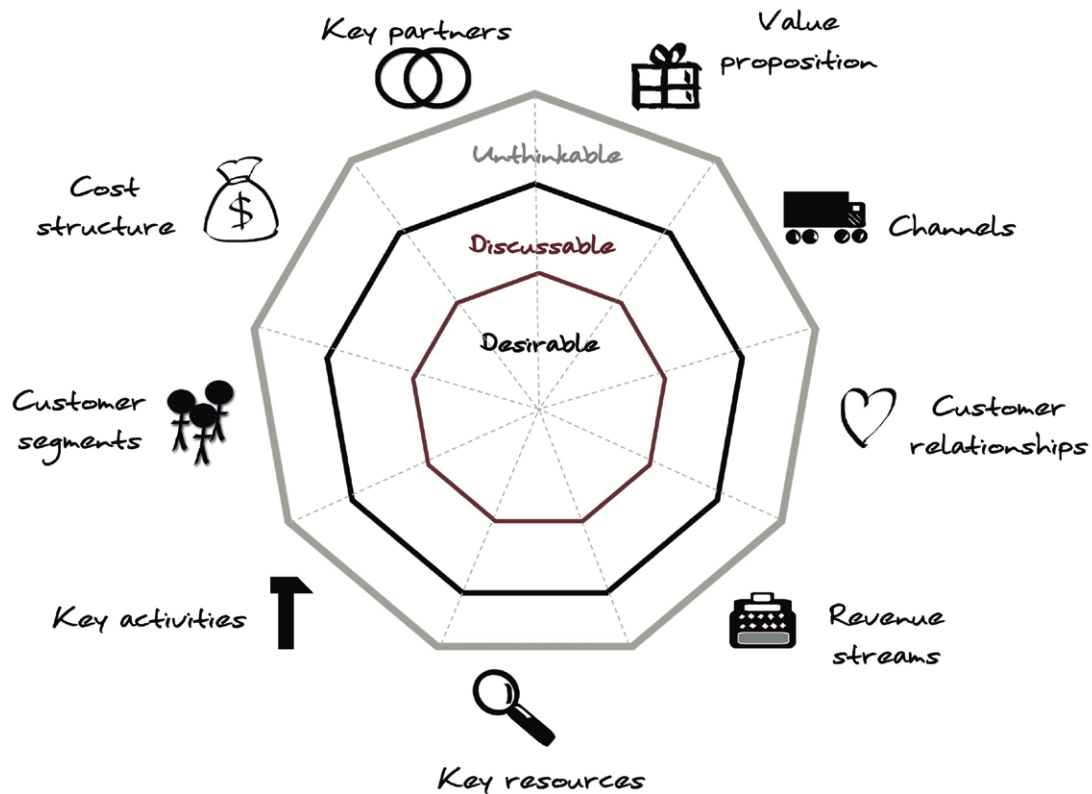 Key partners
Value
proposition
Unthinkable
Cost
structure
$
Channels
Discussable
Desirable
Customer
segments
Customer
relationships
Key activities
Revenue
streams
Key resources